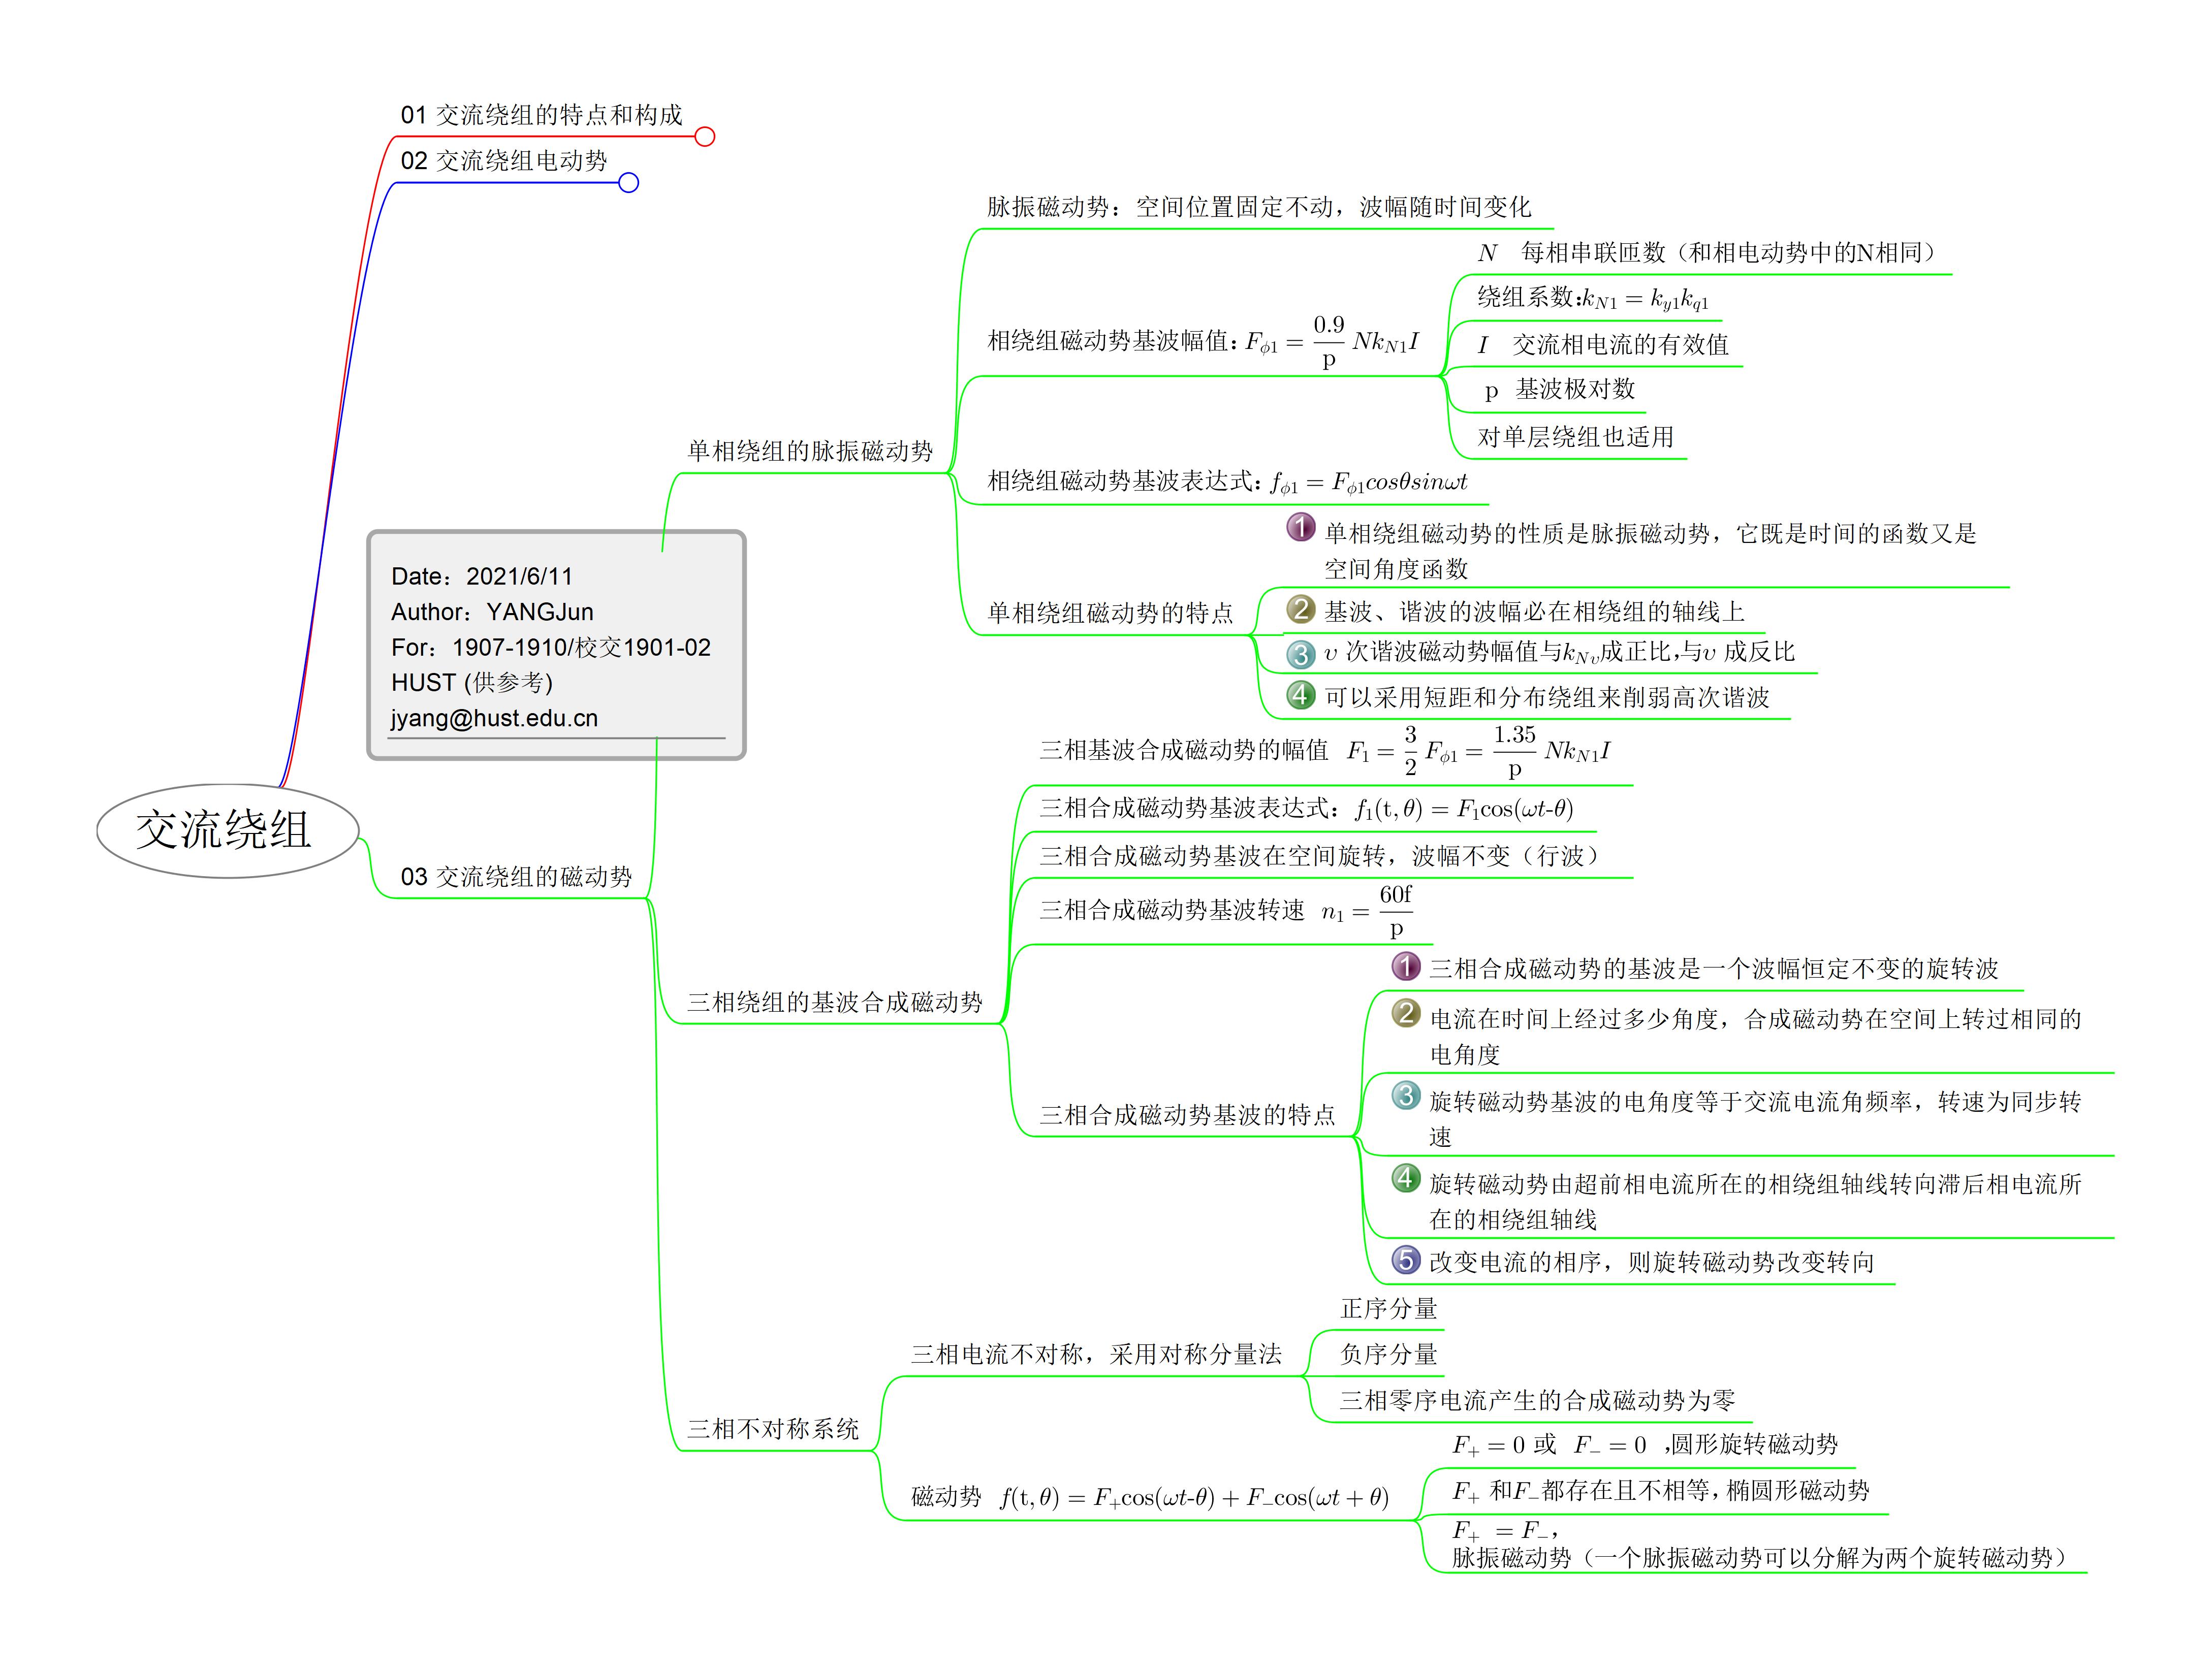 交流绕组
01 交流绕组的特点和构成
02 交流绕组电动势
03 交流绕组的磁动势
Date：2021/6/11
Author：YANGJun
For：1907-1910/校交1901-02
HUST (供参考)
jyang@hust.edu.cn
单相绕组的脉振磁动势
脉振磁动势：空间位置固定不动，波幅随时间变化
相绕组磁动势基波幅值：F_{ϕ1} = \frac{0.9}{p} N k_{N1} I
N 每相串联匝数（和相电动势中的N相同）
绕组系数：k_{N1} = k_{y1}k_{q1}
I 交流相电流的有效值
p 基波极对数
对单层绕组也适用
相绕组磁动势基波表达式：f_{ϕ1} = F_{ϕ1}cosθsinωt
单相绕组磁动势的特点
1 单相绕组磁动势的性质是脉振磁动势，它既是时间的函数又是
空间角度函数
2 基波、谐波的波幅必在相绕组的轴线上
3 υ 次谐波磁动势幅值与k_{Nυ}成正比，与υ 成反比
4 可以采用短距和分布绕组来削弱高次谐波
三相绕组的基波合成磁动势
三相基波合成磁动势的幅值 F_1 = \frac{3}{2} F_{ϕ1} = \frac{1.35}{p} N k_{N1} I
三相合成磁动势基波表达式：f_1(t, θ) = F_1cos(ωt-θ)
三相合成磁动势基波在空间旋转，波幅不变（行波）
三相合成磁动势基波转速 n_1 = \frac{60f}{p}
三相合成磁动势基波的特点
1 三相合成磁动势的基波是一个波幅恒定不变的旋转波
2 电流在时间上经过多少角度，合成磁动势在空间上转过相同的
电角度
3 旋转磁动势基波的电角度等于交流电流角频率，转速为同步转
速
4 旋转磁动势由超前相电流所在的相绕组轴线转向滞后相电流所
在的相绕组轴线
5 改变电流的相序，则旋转磁动势改变转向
三相不对称系统
三相电流不对称，采用对称分量法
正序分量
负序分量
三相零序电流产生的合成磁动势为零
磁动势 f(t, θ) = F_+cos(ωt-θ) + F_-cos(ωt + θ)
F_+ = 0 或 F_- = 0 ,圆形旋转磁动势
F_+ 和F_-都存在且不相等，椭圆形磁动势
F_+ = F_-，
脉振磁动势（一个脉振磁动势可以分解为两个旋转磁动势）